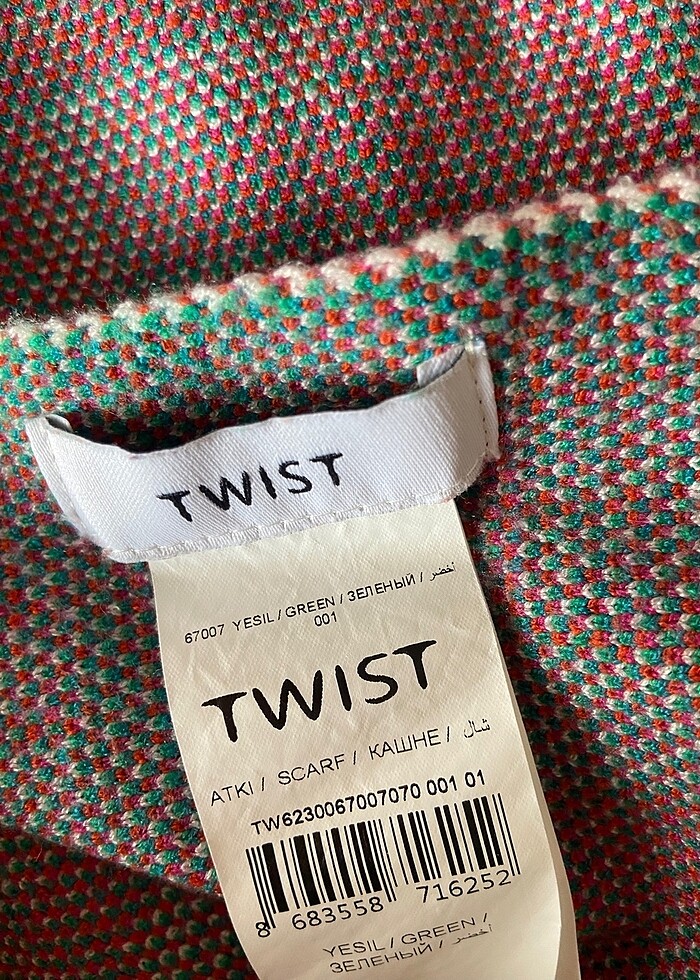 TWIST
67007 YESIL / GREEN / ЗЕЛЕНЫЙ / أخضر
001
TWIST
ATKI / SCARF / КАШНЕ / شال
TW6230067007070 001 01
8 683558 716252
YESIL / GREEN /
ЗЕЛЕНЫЙ / أخضر